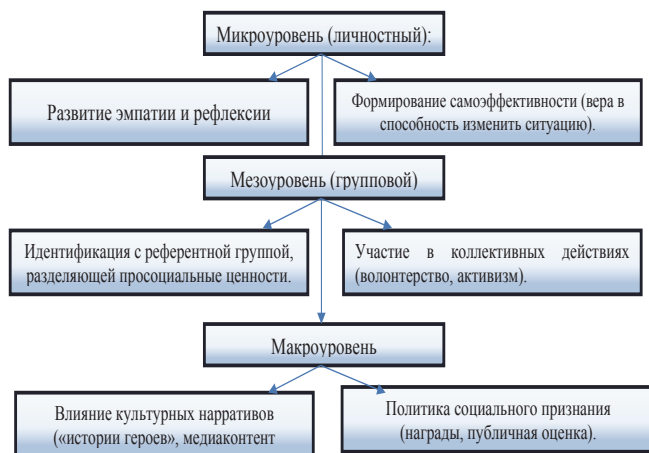 Микроуровень (личностный):
Развитие эмпатии и рефлексии
Формирование самоэффективности (вера в
способность изменить ситуацию).
Мезоуровень (групповой)
Идентификация с референтной группой,
разделяющей просоциальные ценности.
Участие в коллективных действиях
(волонтерство, активизм).
Макроуровень
Влияние культурных нарративов
(«истории героев», медиаконтент
Политика социального признания
(награды, публичная оценка).